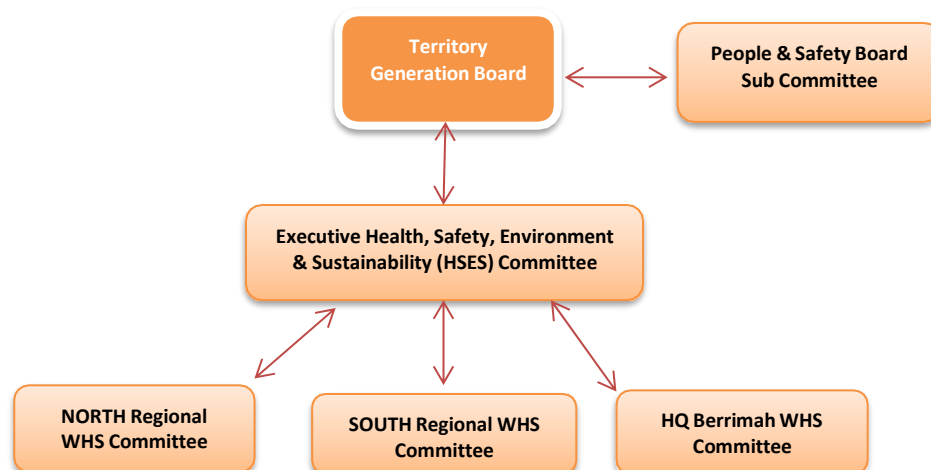 Territory
Generation Board
People & Safety Board
Sub Committee
Executive Health, Safety, Environment
& Sustainability (HSES) Committee
NORTH Regional
WHS Committee
SOUTH Regional WHS
Committee
HQ Berrimah WHS
Committee